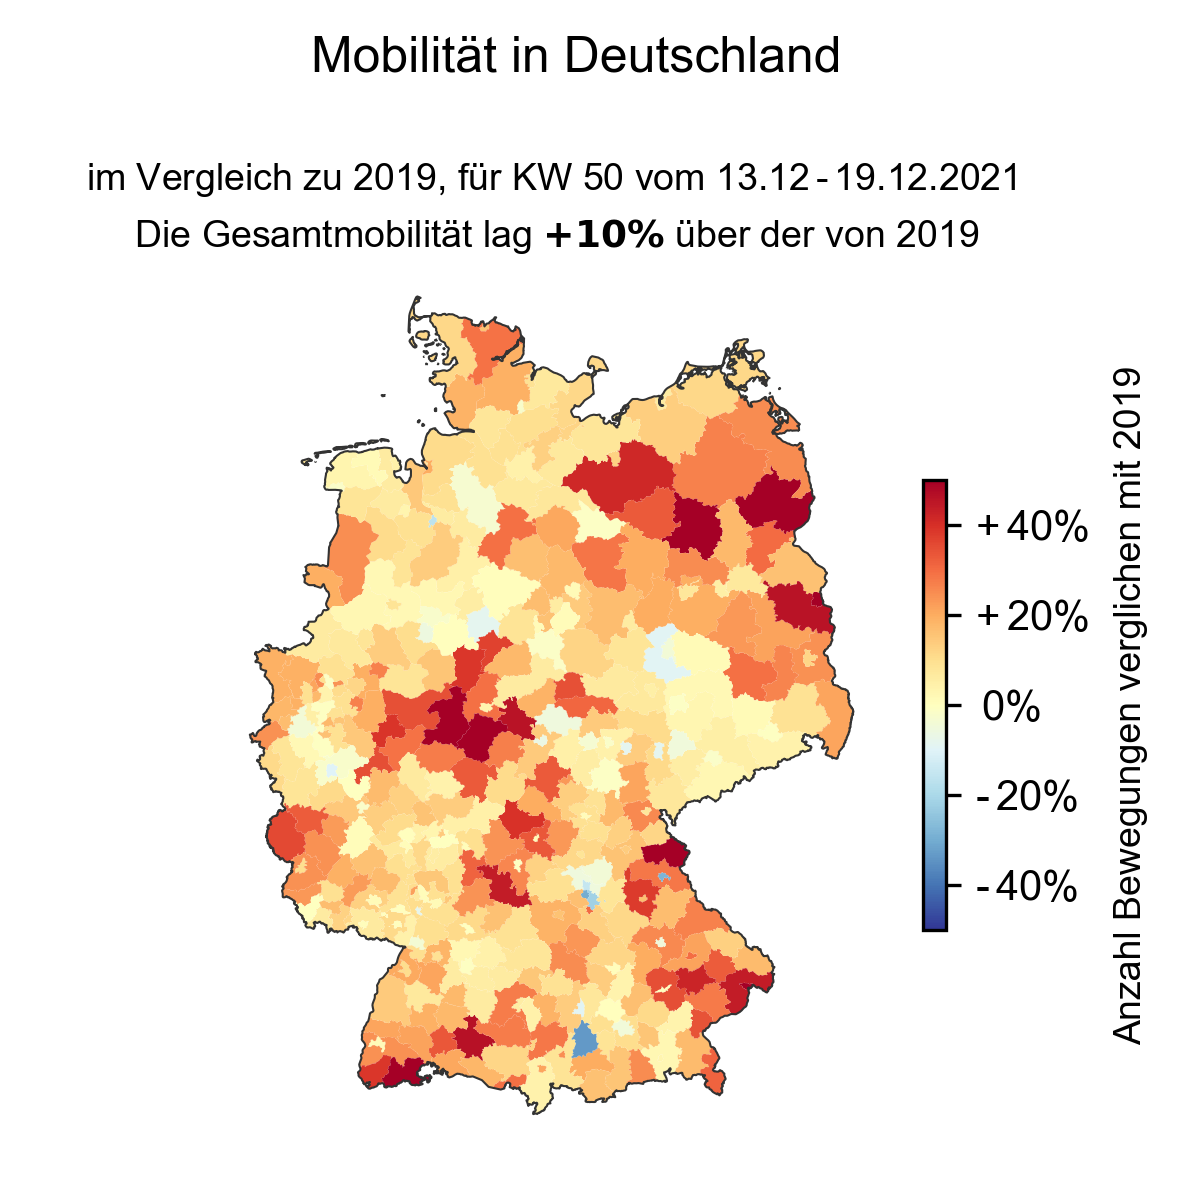 Mobilität in Deutschland
im Vergleich zu 2019, für KW 50 vom 13.12 - 19.12.2021
Die Gesamtmobilität lag +10% über der von 2019
+40%
+20%
0%
-20%
-40%
Anzahl Bewegungen verglichen mit 2019